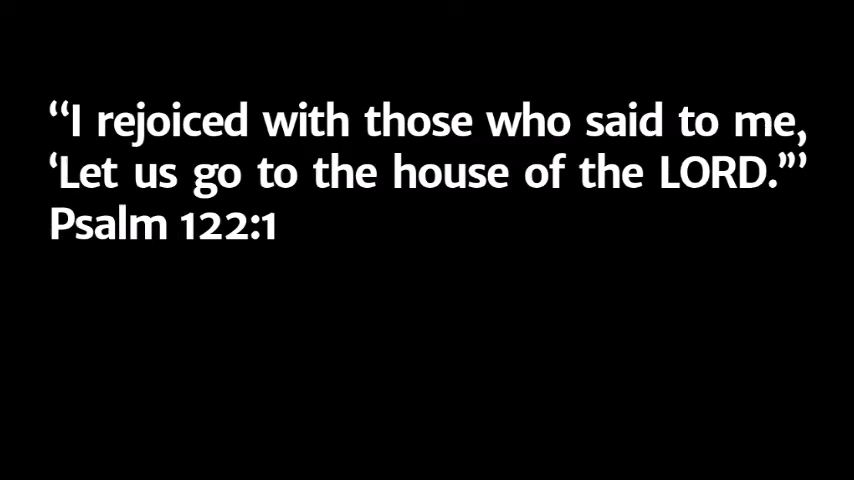 “I rejoiced with those who said to me,
‘Let us go to the house of the LORD.”’
Psalm 122:1